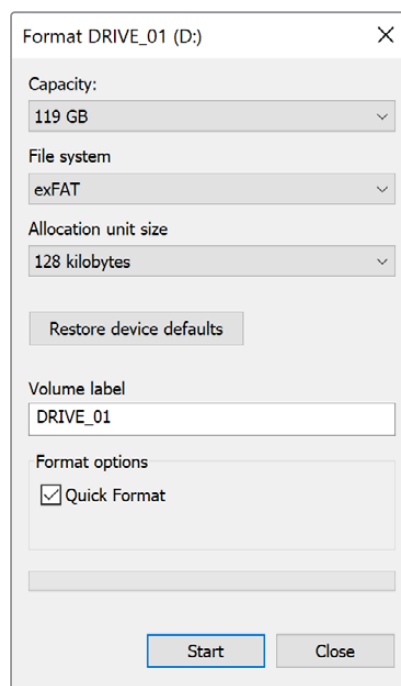 Format DRIVE_01 (D:)
Capacity:
119 GB
File system
exFAT
Allocation unit size
128 kilobytes
Restore device defaults
Volume label
DRIVE_01
Format options
Quick Format
Start Close